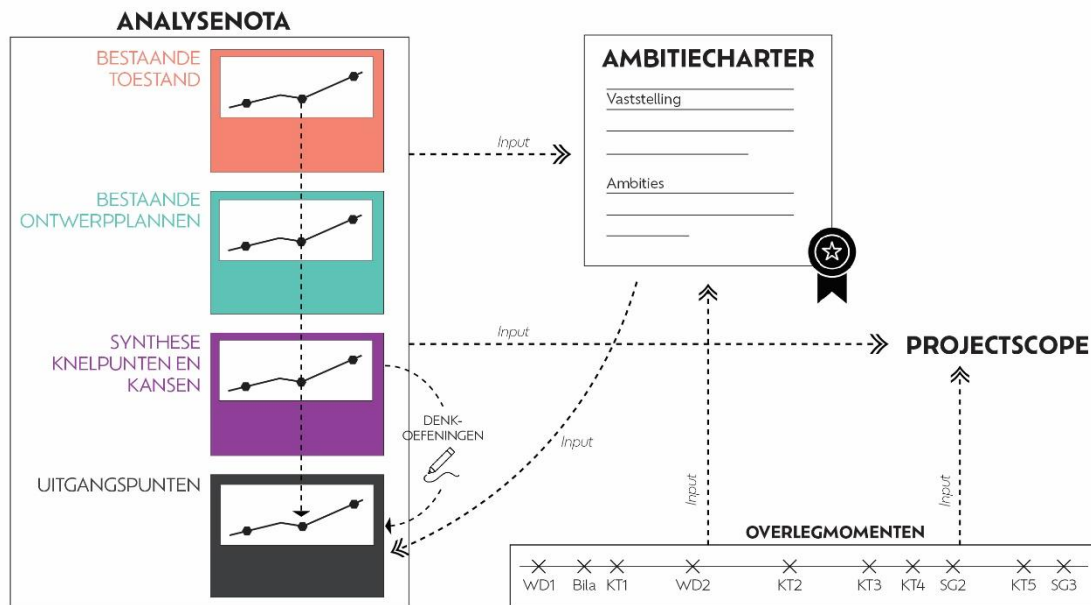 ANALYSENOTA
BESTAANDE
TOESTAND
BESTAANDE
ONTWERPPLANNEN
SYNTHESE
KNELPUNTEN EN
KANSEN
UITGANGSPUNTEN
DENK-
OEFENINGEN
Input
AMBITIECHARTER
Vaststelling
Ambities
Input
PROJECTSCOPE
Input
Input
Input
OVERLEGMOMENTEN
WD1 Bila KT1 WD2 KT2 KT3 KT4 SG2 KT5 SG3